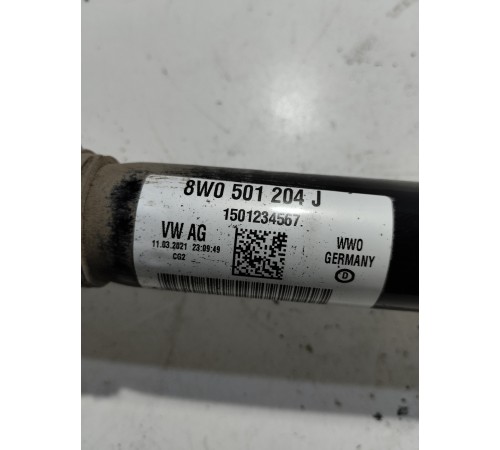 8W0 501 204 J
1501234567
VW AG
11.03.2021 23:09:49
CG2
WWO
GERMANY
D